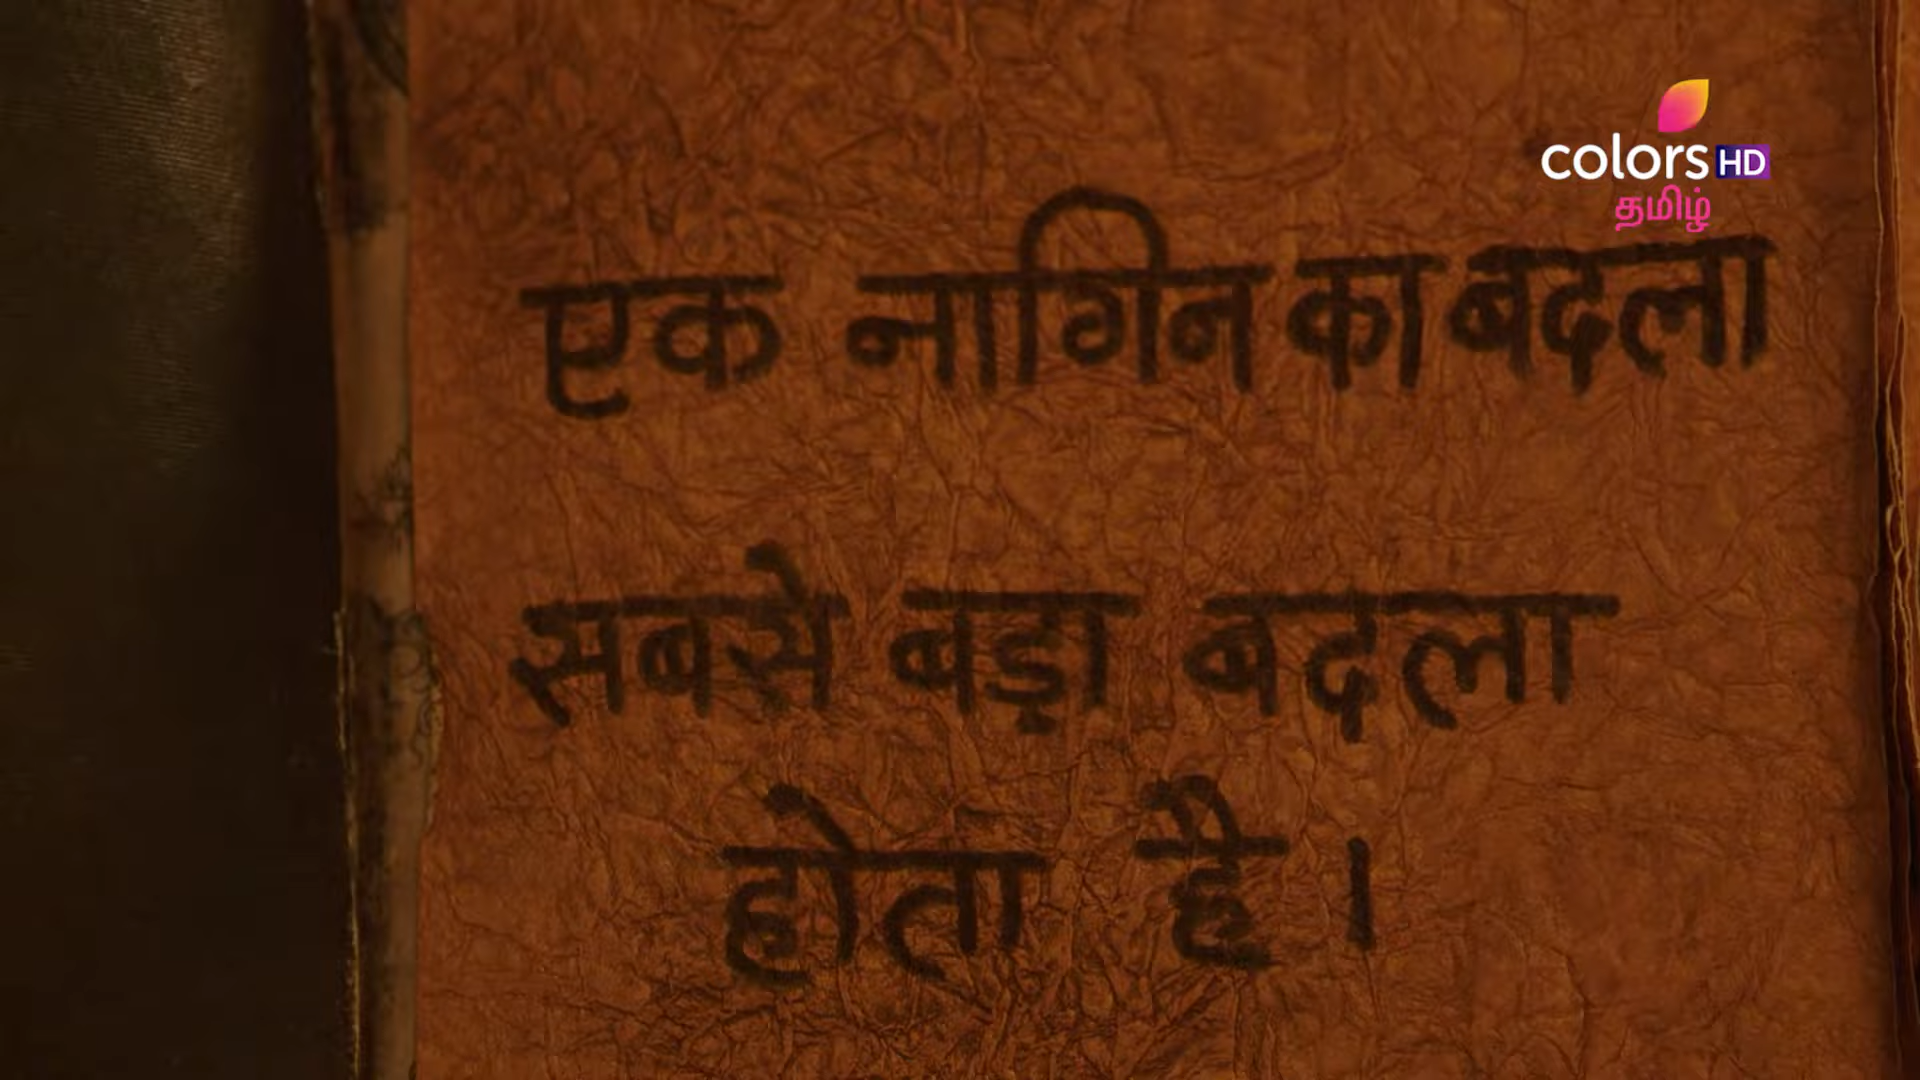 colors HD
தமிழ்
एक नागिन का बदला
सबसे बड़ा बदला
होता है।